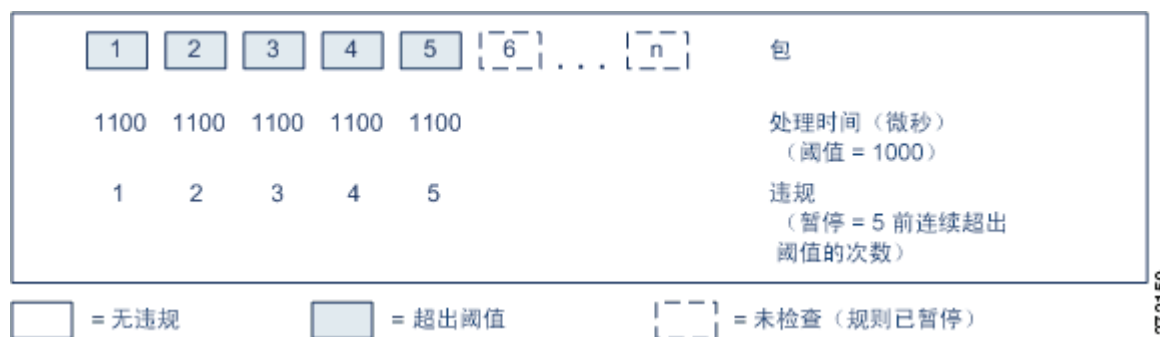 1 2 3 4 5 6 ... n 包
1100 1100 1100 1100 1100 处理时间（微秒）
（阈值 = 1000）
1 2 3 4 5 违规
（暂停 = 5 前连续超出
阈值的次数）
= 无违规 = 超出阈值 = 未检查（规则已暂停）